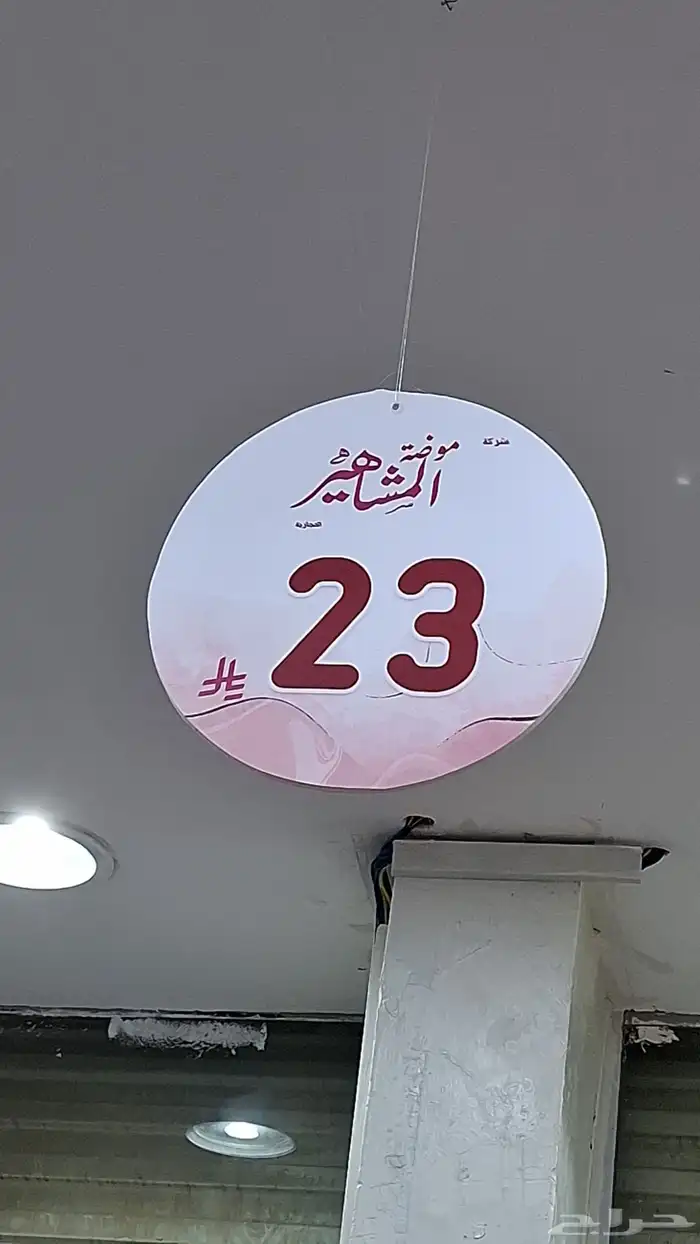 شركة
موضة
المشاهير
التجارية
23
حراج